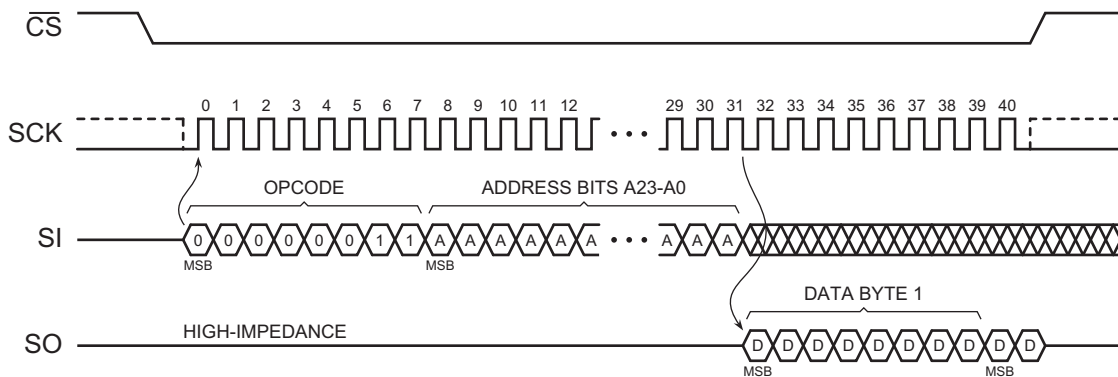 CS
0 1 2 3 4 5 6 7 8 9 10 11 12 29 30 31 32 33 34 35 36 37 38 39 40
SCK
OPCODE ADDRESS BITS A23-A0
SI 0 0 0 0 0 0 1 1 A A A A A A A A A
MSB MSB
DATA BYTE 1
HIGH-IMPEDANCE
SO D D D D D D D D D D
MSB MSB